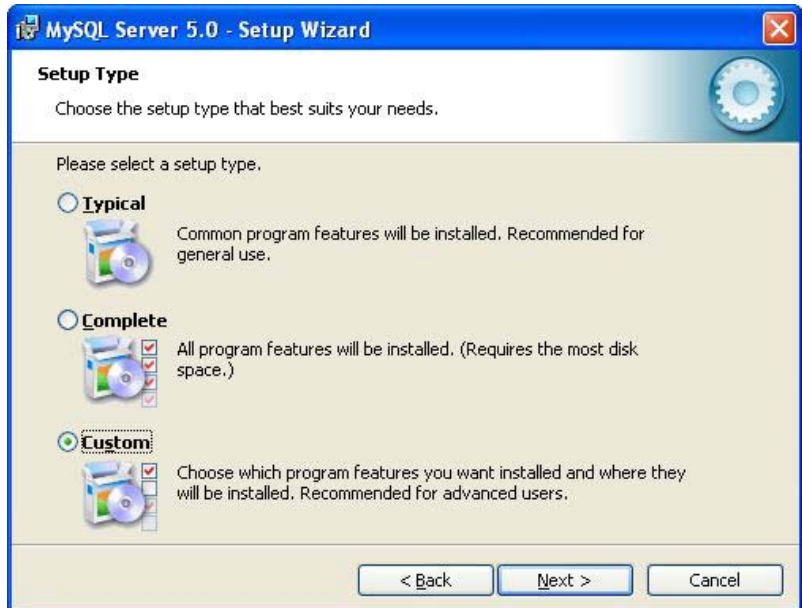 MySQL Server 5.0 - Setup Wizard
Setup Type
Choose the setup type that best suits your needs.
Please select a setup type.
Typical
Common program features will be installed. Recommended for
general use.
Complete
All program features will be installed. (Requires the most disk
space.)
Custom
Choose which program features you want installed and where they
will be installed. Recommended for advanced users.
< Back
Next >
Cancel